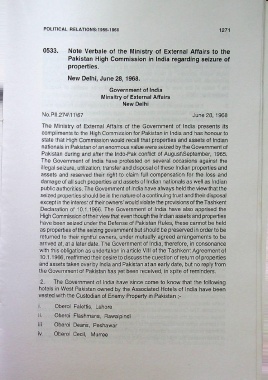 POLITICAL RELATIONS:1966-1969 1271
0533. Note Verbale of the Ministry of External Affairs to the
Pakistan High Commission in India regarding seizure of
properties.
New Delhi, June 28, 1968.
Government of India
Ministry of External Affairs
New Delhi
No.PII.274/11/67 June 28, 1968
The Ministry of External Affairs of the Government of India presents its
compliments to the High Commission for Pakistan in India and has honour to
state that High Commission would recall that properties and assets of Indian
nationals in Pakistan of an enormous value were seized by the Government of
Pakistan during and after the Indo-Pak conflict of August/September, 1965.
The Government of India have protested on several occasions against the
illegal seizure, utilization, transfer and disposal of these Indian properties and
assets and reserved their right to claim full compensation for the loss and
damage of all such properties and assets of Indian nationals as well as Indian
public authorities. The Government of India have always held the view that the
seized properties should be in the nature of a continuing trust and their disposal
except in the interest of their owners' would violate the provisions of the Tashkent
Declaration of 10.1.1966. The Government of India have also apprised the
High Commission of their view that even though the Indian assets and properties
have been seized under the Defense of Pakistan Rules, these cannot be held
as properties of the seizing government but should be preserved in order to be
returned to their rightful owners, under mutually agreed arrangements to be
arrived at, at a later date. The Government of India, therefore, in consonance
with this obligation as undertaken in article VIII of the Tashkent Agreement of
10.1.1966, reaffirmed their desire to discuss the question of return of properties
and assets taken over by India and Pakistan at an early date, but no reply from
the Government of Pakistan has yet been received, in spite of reminders.
2. The Government of India have since come to know that the following
hotels in West Pakistan owned by the Associated Hotels of India have been
vested with the Custodian of Enemy Property in Pakistan :-
i. Oberoi Faletti's, Lahore
ii. Oberoi Flashmans, Rawalpindi
iii. Oberoi Deans, Peshawar
iv. Oberoi Cecil, Murree